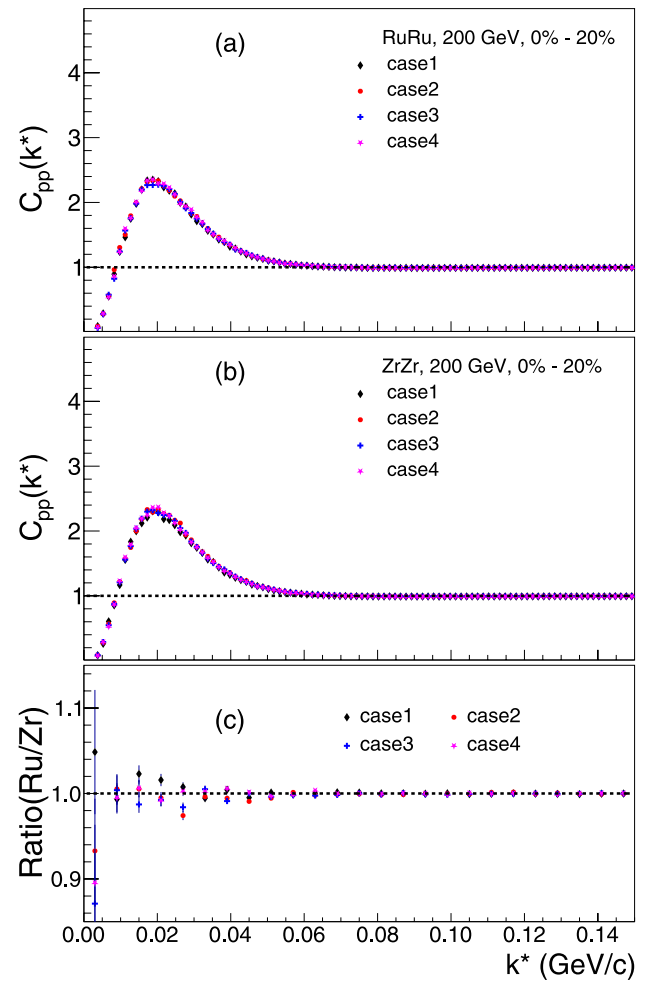 (a)
RuRu, 200 GeV, 0% - 20%
case1
case2
case3
case4
4
3
2
1
C_pp(k*)
(b)
ZrZr, 200 GeV, 0% - 20%
case1
case2
case3
case4
4
3
2
1
C_pp(k*)
(c)
case1 case2
case3 case4
1.1
1.0
0.9
Ratio(Ru/Zr)
0.00 0.02 0.04 0.06 0.08 0.10 0.12 0.14
k* (GeV/c)